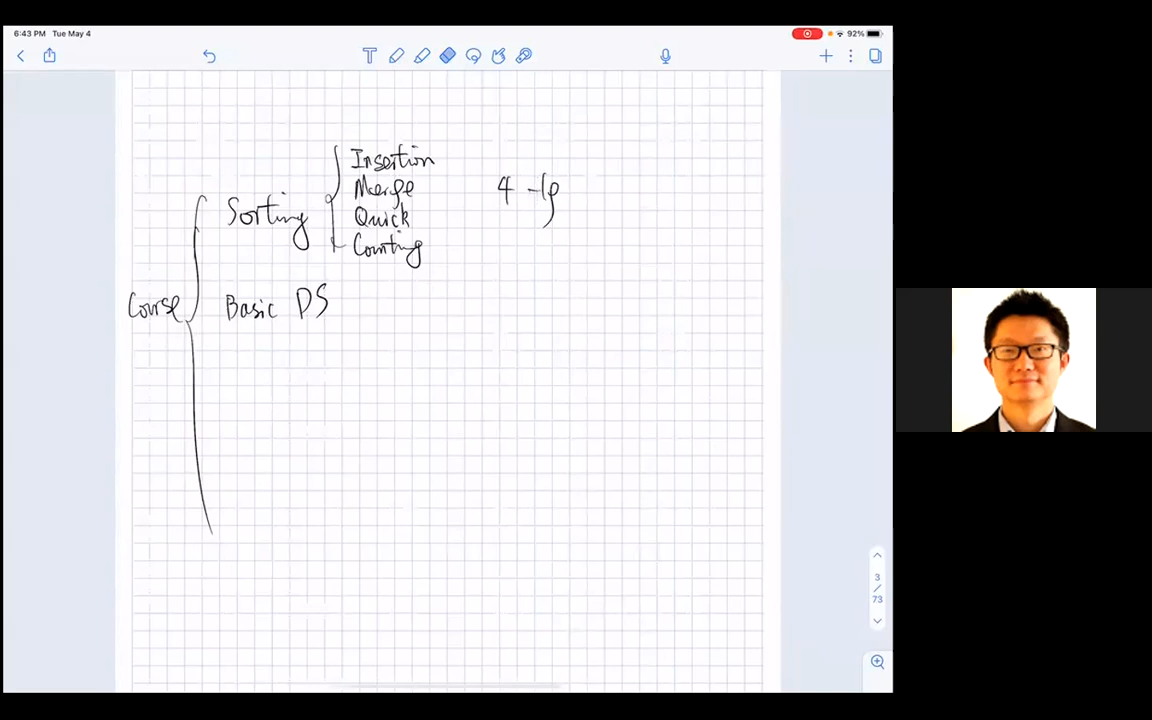 6:43 PM Tue May 4
92%
Insertion
Merge
4
Sorting
Quick
Counting
Course
Basic DS
3
/
73